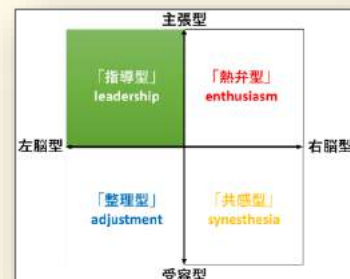 主張型
「指導型」
leadership
「熱弁型」
enthusiasm
左脳型
右脳型
「整理型」
adjustment
「共感型」
synesthesia
受容型